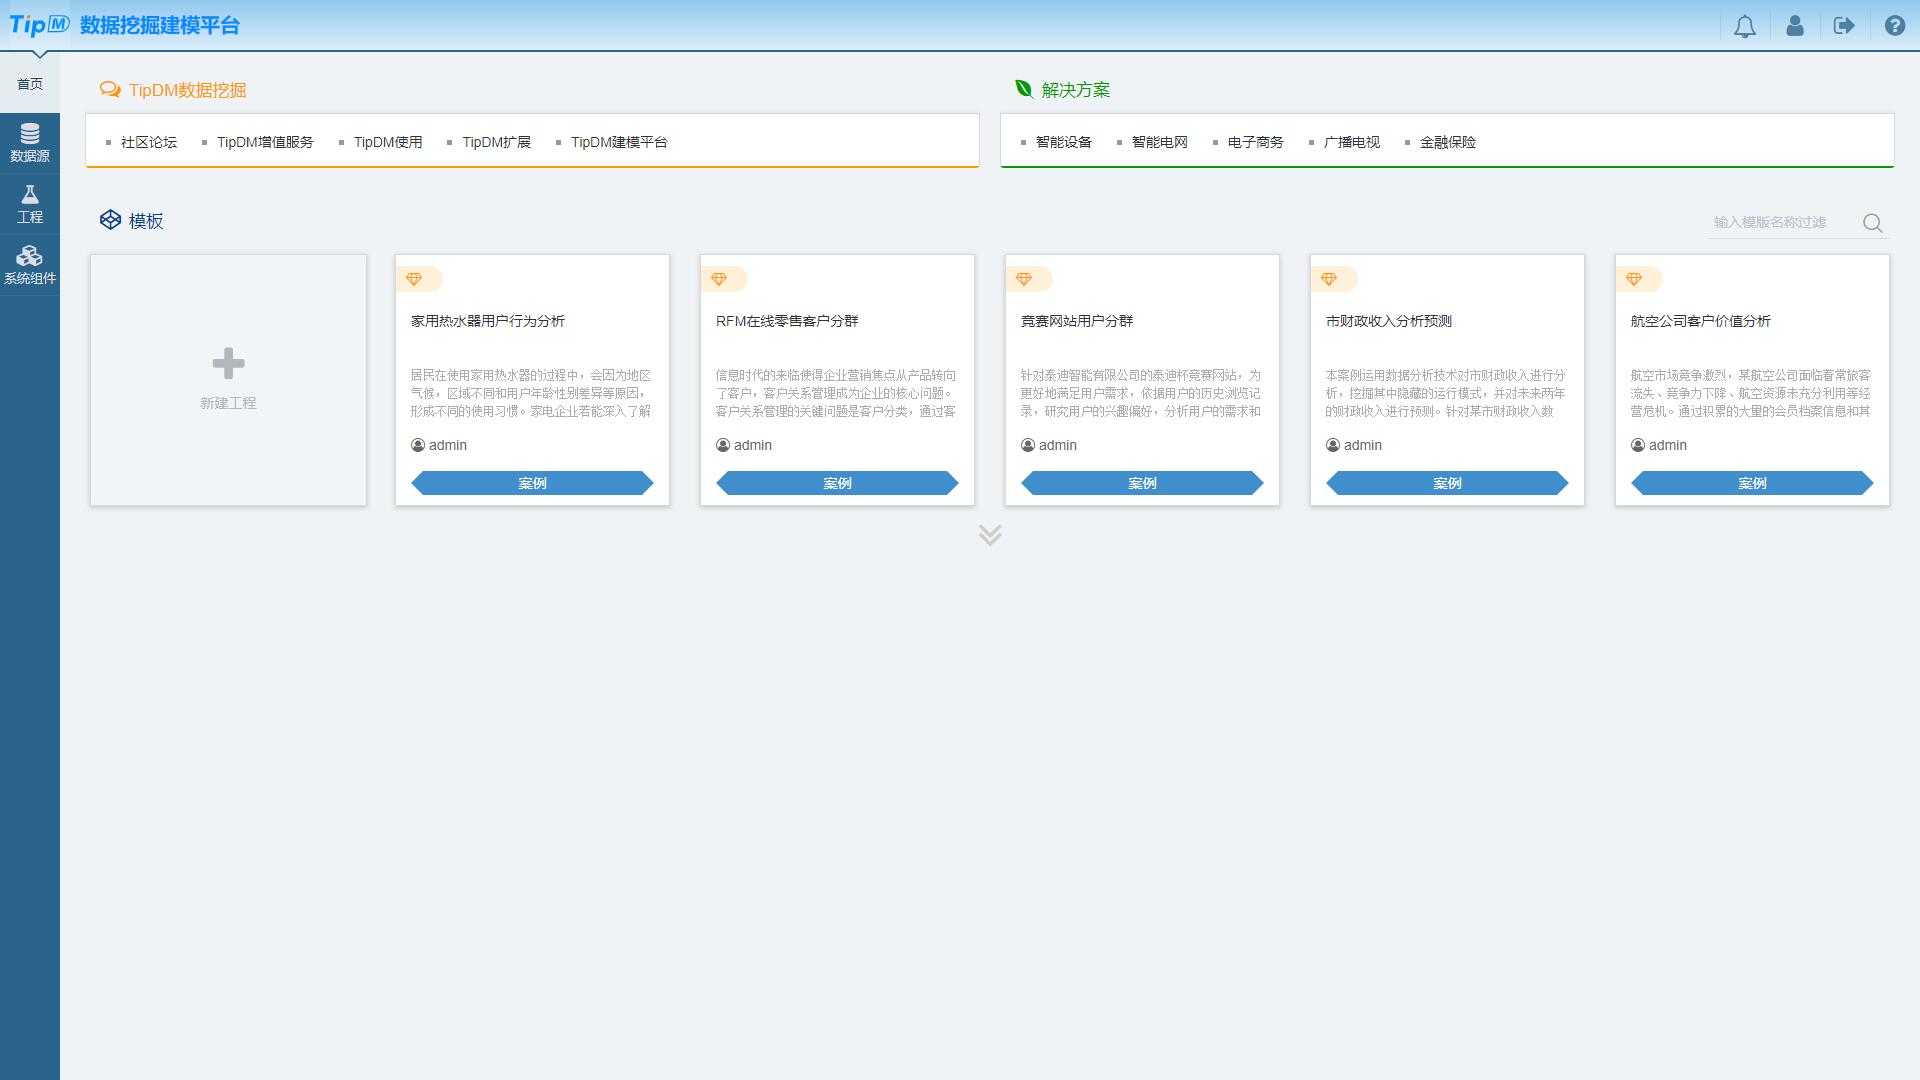 TipDM 数据挖掘建模平台
首页
数据源
工程
系统组件
TipDM数据挖掘
社区论坛 TipDM增值服务 TipDM使用 TipDM扩展 TipDM建模平台
解决方案
智能设备 智能电网 电子商务 广播电视 金融保险
模板
输入模版名称过滤
新建工程
家用热水器用户行为分析
居民在使用家用热水器的过程中，会因为地区
气候，区域不同和用户年龄性别差异等原因，
形成不同的使用习惯。家电企业若能深入了解
admin
案例
RFM在线零售客户分群
信息时代的来临使得企业营销焦点从产品转向
了客户，客户关系管理成为企业的核心问题。
客户关系管理的关键问题是客户分类，通过客
admin
案例
竞赛网站用户分群
针对泰迪智能有限公司的泰迪杯竞赛网站，为
更好地满足用户需求，依据用户的历史浏览记
录，研究用户的兴趣偏好，分析用户的需求和
admin
案例
市财政收入分析预测
本案例运用数据分析技术对市财政收入进行分
析，挖掘其中隐藏的运行模式，并对未来两年
的财政收入进行预测。针对某市财政收入数
admin
案例
航空公司客户价值分析
航空市场竞争激烈，某航空公司面临着常旅客
流失、竞争力下降、航空资源未充分利用等经
营危机。通过积累的大量的会员档案信息和其
admin
案例